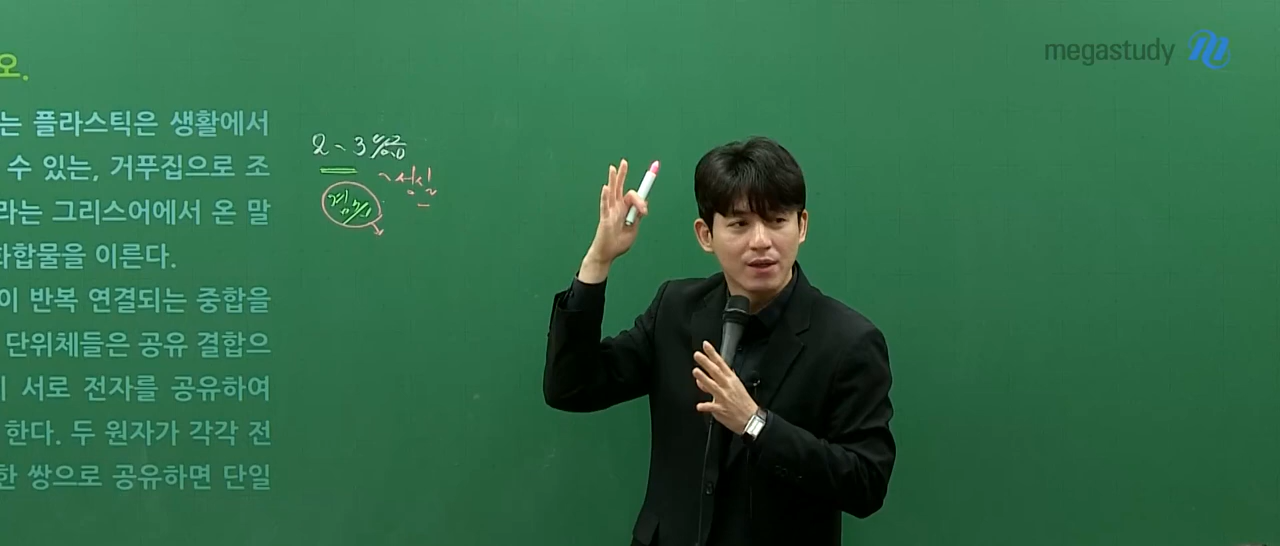 오.
는 플라스틱은 생활에서
수 있는, 거푸집으로 조
라는 그리스어에서 온 말
화합물을 이른다.
이 반복 연결되는 중합을
단위체들은 공유 결합으
서로 전자를 공유하여
한다. 두 원자가 각각 전
한 쌍으로 공유하면 단일
2~3등급
~성실
겸손
megastudy